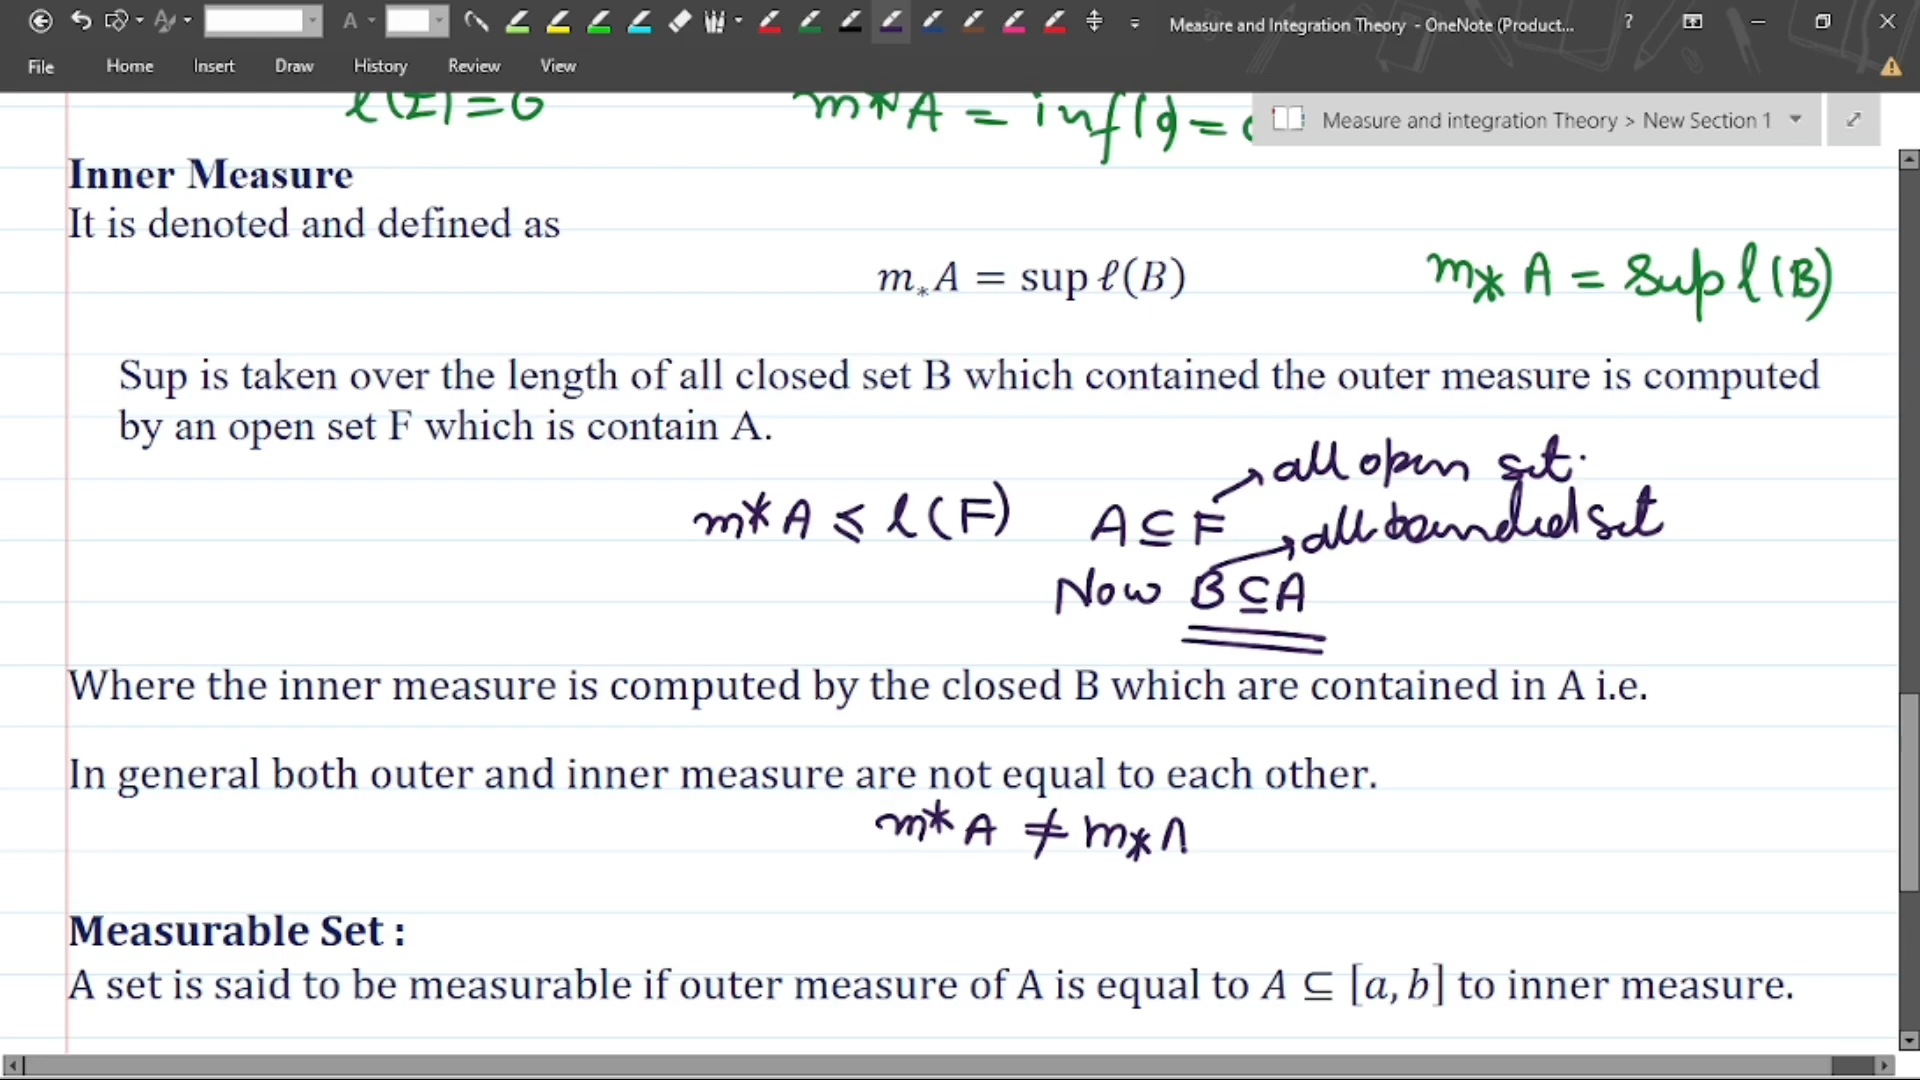 Measure and Integration Theory - OneNote (Product...
?
File Home Insert Draw History Review View
ℓ(I) = 0 m*A = inf(0) =
Measure and integration Theory > New Section 1
Inner Measure
It is denoted and defined as
m⁎A = sup ℓ(B) m⁎ A = Sup ℓ(B)
Sup is taken over the length of all closed set B which contained the outer measure is computed
by an open set F which is contain A.
→ all open set.
m*A ≤ ℓ(F) A ⊆ F
→ all bounded set
Now B ⊆ A
Where the inner measure is computed by the closed B which are contained in A i.e.
In general both outer and inner measure are not equal to each other.
m*A ≠ m⁎A
Measurable Set :
A set is said to be measurable if outer measure of A is equal to A ⊆ [a, b] to inner measure.